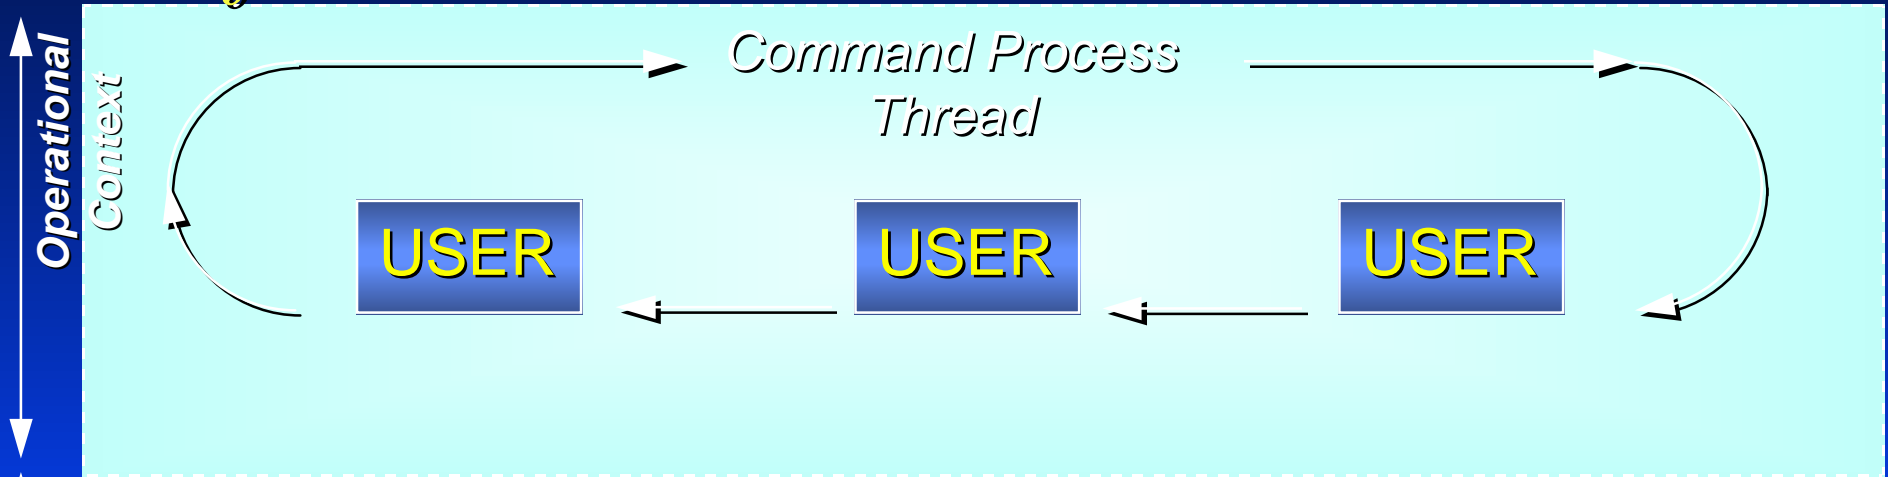 Operational
Context
Command Process
Thread
USER
USER
USER